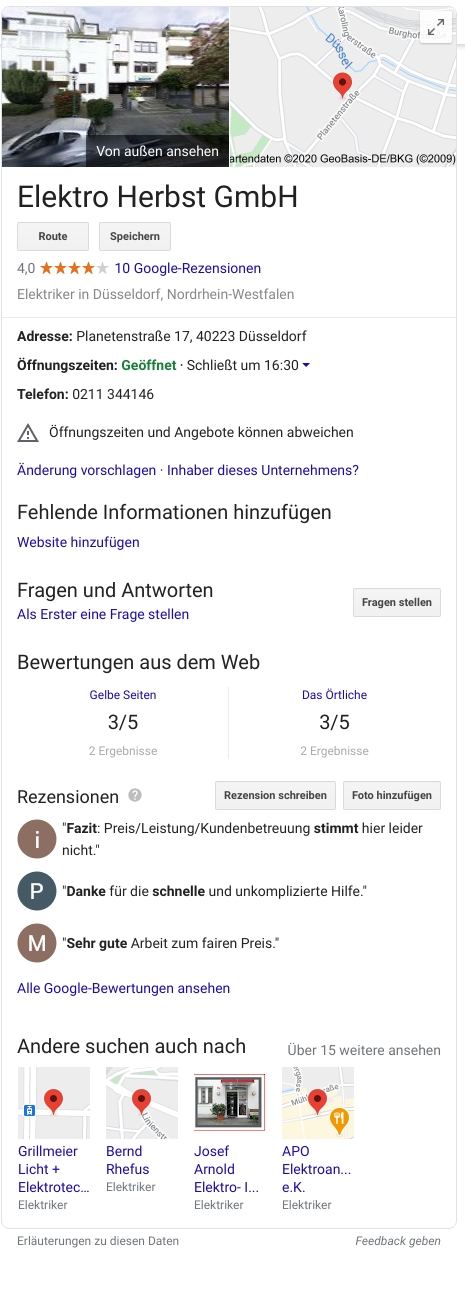 Karolingerstraße
Burghof
Düssel
Planetenstraße
Von außen ansehen
artendaten ©2020 GeoBasis-DE/BKG (©2009)
Elektro Herbst GmbH
Route
Speichern
4,0 10 Google-Rezensionen
Elektriker in Düsseldorf, Nordrhein-Westfalen
Adresse: Planetenstraße 17, 40223 Düsseldorf
Öffnungszeiten: Geöffnet · Schließt um 16:30
Telefon: 0211 344146
Öffnungszeiten und Angebote können abweichen
Änderung vorschlagen · Inhaber dieses Unternehmens?
Fehlende Informationen hinzufügen
Website hinzufügen
Fragen und Antworten
Als Erster eine Frage stellen
Fragen stellen
Bewertungen aus dem Web
Gelbe Seiten
3/5
2 Ergebnisse
Das Örtliche
3/5
2 Ergebnisse
Rezensionen ?
Rezension schreiben
Foto hinzufügen
i
"Fazit: Preis/Leistung/Kundenbetreuung stimmt hier leider
nicht."
P
"Danke für die schnelle und unkomplizierte Hilfe."
M
"Sehr gute Arbeit zum fairen Preis."
Alle Google-Bewertungen ansehen
Andere suchen auch nach
Über 15 weitere ansehen
Grillmeier
Licht +
Elektrotec...
Elektriker
Linienstr
Bernd
Rhefus
Elektriker
Josef
Arnold
Elektro- I...
Elektriker
APO
Elektroan...
e.K.
Elektriker
Erläuterungen zu diesen Daten
Feedback geben